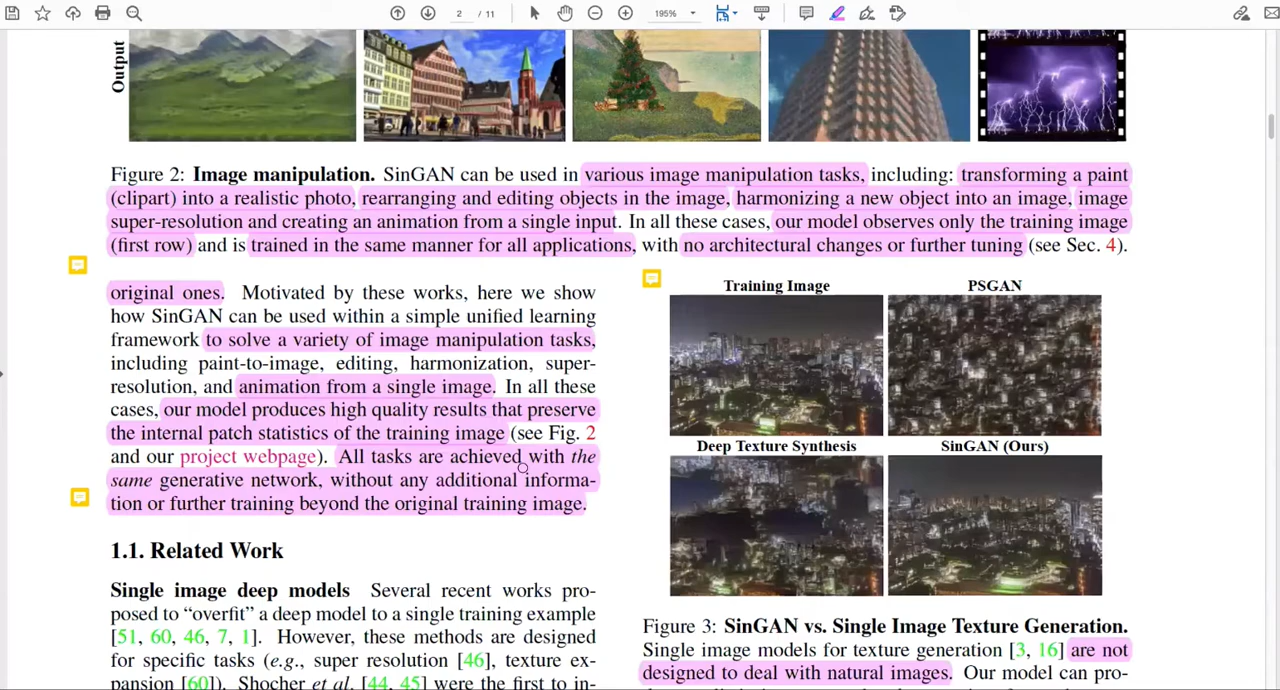 2 / 11
195%
Output
Figure 2: Image manipulation. SinGAN can be used in various image manipulation tasks, including: transforming a paint
(clipart) into a realistic photo, rearranging and editing objects in the image, harmonizing a new object into an image, image
super-resolution and creating an animation from a single input. In all these cases, our model observes only the training image
(first row) and is trained in the same manner for all applications, with no architectural changes or further tuning (see Sec. 4).
original ones. Motivated by these works, here we show
how SinGAN can be used within a simple unified learning
framework to solve a variety of image manipulation tasks,
including paint-to-image, editing, harmonization, super-
resolution, and animation from a single image. In all these
cases, our model produces high quality results that preserve
the internal patch statistics of the training image (see Fig. 2
and our project webpage). All tasks are achieved with the
same generative network, without any additional informa-
tion or further training beyond the original training image.
1.1. Related Work
Single image deep models Several recent works pro-
posed to “overfit” a deep model to a single training example
[51, 60, 46, 7, 1]. However, these methods are designed
for specific tasks (e.g., super resolution [46], texture ex-
pansion [60]). Shocher et al. [44, 45] were the first to in-
Training Image
PSGAN
Deep Texture Synthesis
SinGAN (Ours)
Figure 3: SinGAN vs. Single Image Texture Generation.
Single image models for texture generation [3, 16] are not
designed to deal with natural images. Our model can pro-